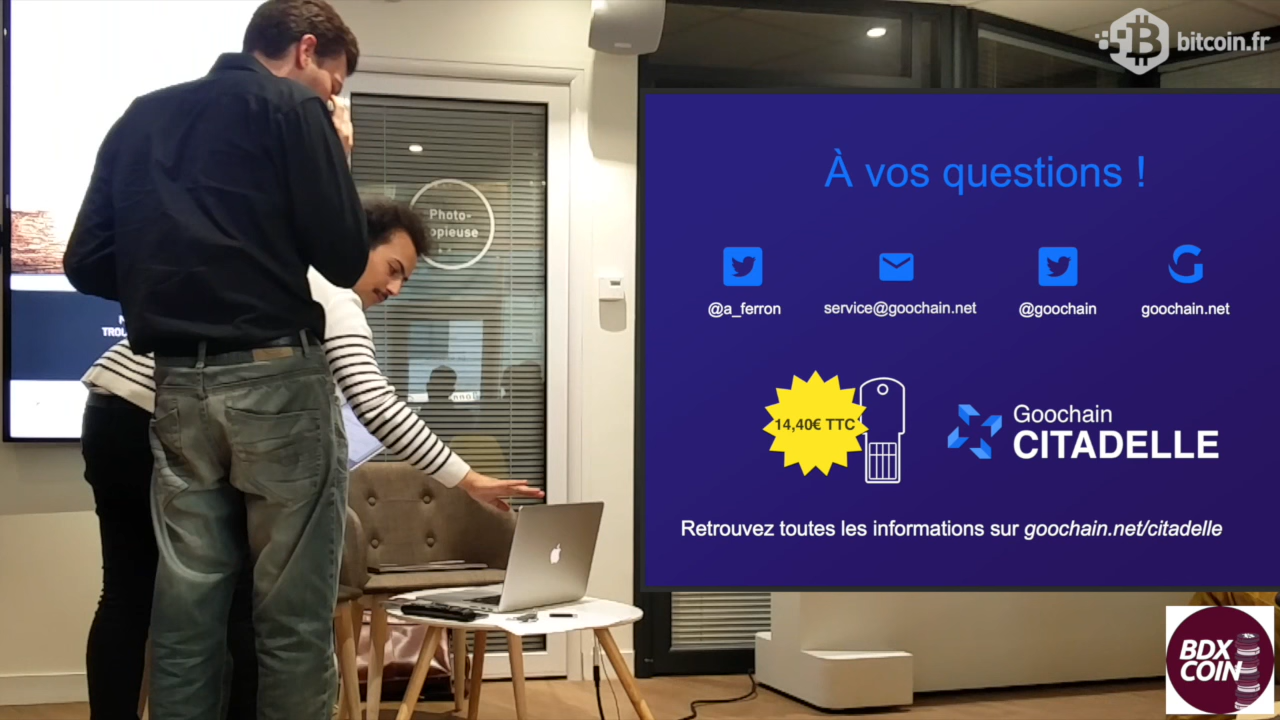 bitcoin.fr
À vos questions !
@a_ferron
service@goochain.net
@goochain
goochain.net
14,40€ TTC
Goochain
CITADELLE
Retrouvez toutes les informations sur goochain.net/citadelle
Photo-
BDX
COIN